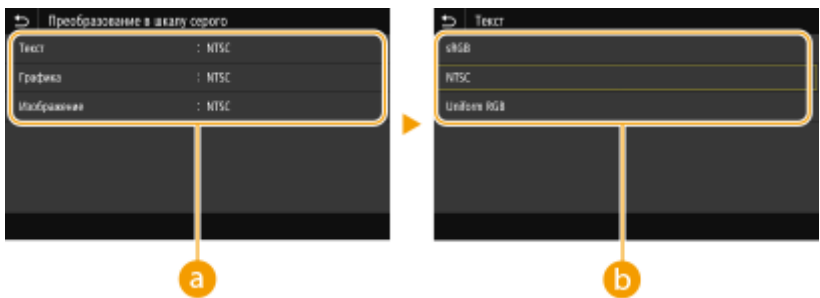 Преобразование в шкалу серого
Текст : NTSC
Графика : NTSC
Изображение : NTSC
a
Текст
sRGB
NTSC
Uniform RGB
b